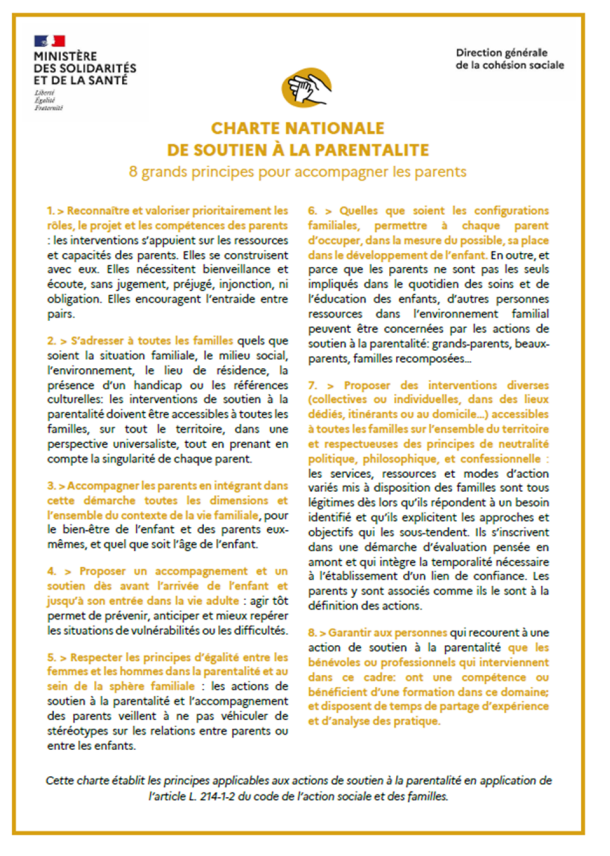 MINISTÈRE
DES SOLIDARITÉS
ET DE LA SANTÉ
Liberté
Égalité
Fraternité
Direction générale
de la cohésion sociale
CHARTE NATIONALE
DE SOUTIEN À LA PARENTALITE
8 grands principes pour accompagner les parents
1. > Reconnaître et valoriser prioritairement les
rôles, le projet et les compétences des parents
: les interventions s’appuient sur les ressources
et capacités des parents. Elles se construisent
avec eux. Elles nécessitent bienveillance et
écoute, sans jugement, préjugé, injonction, ni
obligation. Elles encouragent l’entraide entre
pairs.
2. > S’adresser à toutes les familles quels que
soient la situation familiale, le milieu social,
l’environnement, le lieu de résidence, la
présence d’un handicap ou les références
culturelles: les interventions de soutien à la
parentalité doivent être accessibles à toutes les
familles, sur tout le territoire, dans une
perspective universaliste, tout en prenant en
compte la singularité de chaque parent.
3. > Accompagner les parents en intégrant dans
cette démarche toutes les dimensions et
l’ensemble du contexte de la vie familiale, pour
le bien-être de l’enfant et des parents eux-
mêmes, et quel que soit l’âge de l’enfant.
4. > Proposer un accompagnement et un
soutien dès avant l’arrivée de l’enfant et
jusqu’à son entrée dans la vie adulte : agir tôt
permet de prévenir, anticiper et mieux repérer
les situations de vulnérabilités ou les difficultés.
5. > Respecter les principes d’égalité entre les
femmes et les hommes dans la parentalité et au
sein de la sphère familiale : les actions de
soutien à la parentalité et l’accompagnement
des parents veillent à ne pas véhiculer de
stéréotypes sur les relations entre parents ou
entre les enfants.
6. > Quelles que soient les configurations
familiales, permettre à chaque parent
d’occuper, dans la mesure du possible, sa place
dans le développement de l’enfant. En outre, et
parce que les parents ne sont pas les seuls
impliqués dans le quotidien des soins et de
l’éducation des enfants, d’autres personnes
ressources dans l’environnement familial
peuvent être concernées par les actions de
soutien à la parentalité: grands-parents, beaux-
parents, familles recomposées...
7. > Proposer des interventions diverses
(collectives ou individuelles, dans des lieux
dédiés, itinérants ou au domicile...) accessibles
à toutes les familles sur l’ensemble du territoire
et respectueuses des principes de neutralité
politique, philosophique, et confessionnelle :
les services, ressources et modes d’action
variés mis à disposition des familles sont tous
légitimes dès lors qu’ils répondent à un besoin
identifié et qu’ils explicitent les approches et
objectifs qui les sous-tendent. Ils s’inscrivent
dans une démarche d’évaluation pensée en
amont et qui intègre la temporalité nécessaire
à l’établissement d’un lien de confiance. Les
parents y sont associés comme ils le sont à la
définition des actions.
8. > Garantir aux personnes qui recourent à une
action de soutien à la parentalité que les
bénévoles ou professionnels qui interviennent
dans ce cadre: ont une compétence ou
bénéficient d’une formation dans ce domaine;
et disposent de temps de partage d’expérience
et d’analyse des pratique.
Cette charte établit les principes applicables aux actions de soutien à la parentalité en application de
l’article L. 214-1-2 du code de l’action sociale et des familles.